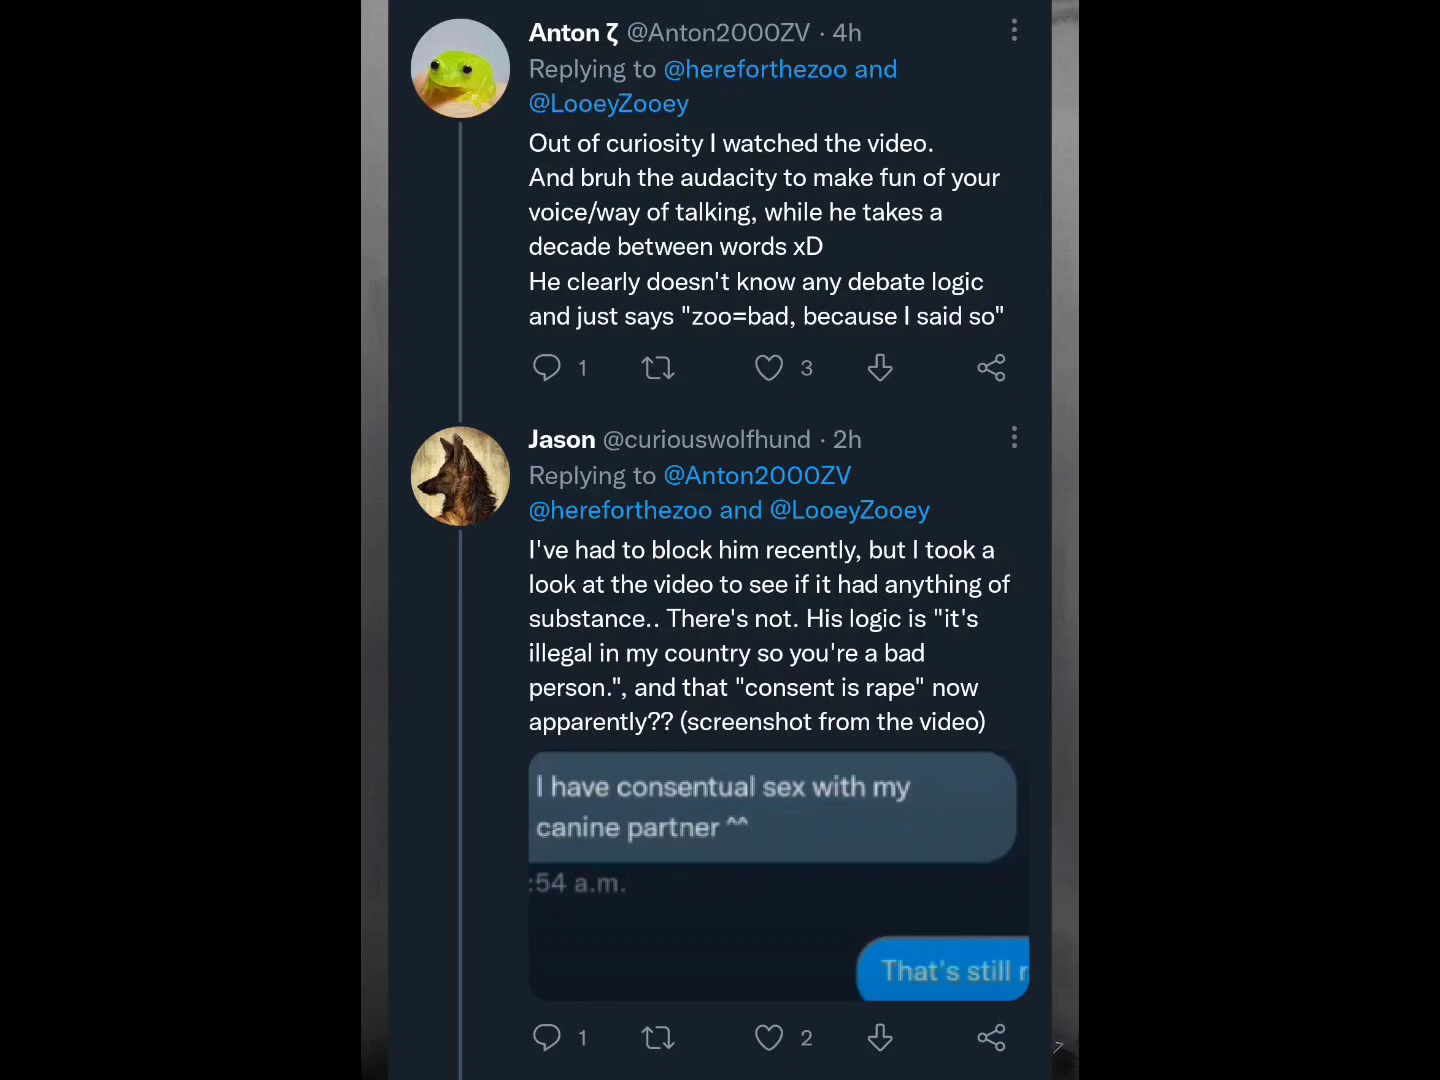 Anton ζ @Anton2000ZV · 4h
Replying to @hereforthezoo and
@LooeyZooey
Out of curiosity I watched the video.
And bruh the audacity to make fun of your
voice/way of talking, while he takes a
decade between words xD
He clearly doesn't know any debate logic
and just says "zoo=bad, because I said so"
1 3
Jason @curiouswolfhund · 2h
Replying to @Anton2000ZV
@hereforthezoo and @LooeyZooey
I've had to block him recently, but I took a
look at the video to see if it had anything of
substance.. There's not. His logic is "it's
illegal in my country so you're a bad
person.", and that "consent is rape" now
apparently?? (screenshot from the video)
I have consentual sex with my
canine partner ^^
:54 a.m.
That's still r
1 2